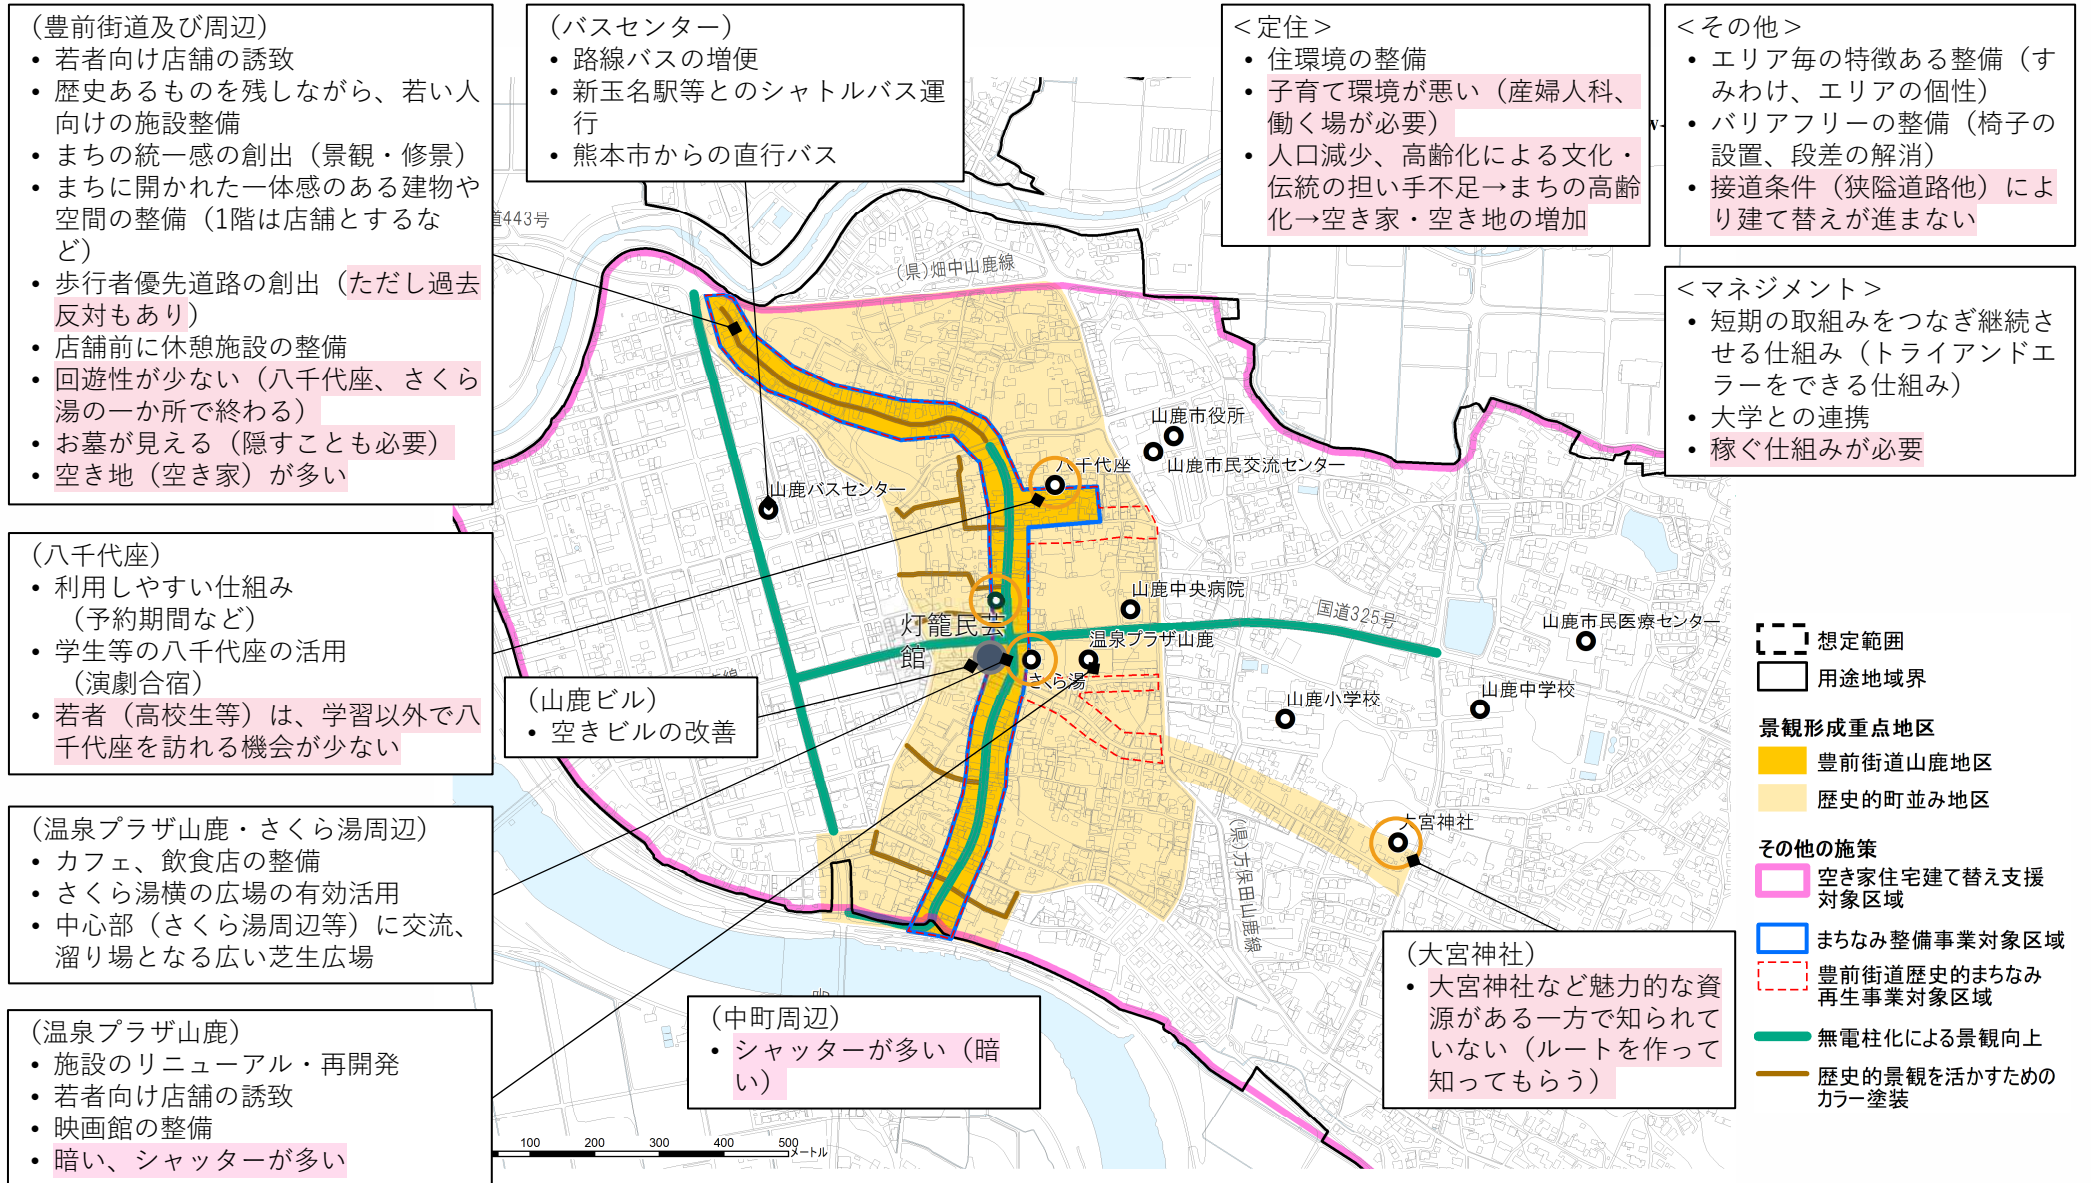 （豊前街道及び周辺）
• 若者向け店舗の誘致
• 歴史あるものを残しながら、若い人
向けの施設整備
• まちの統一感の創出（景観・修景）
• まちに開かれた一体感のある建物や
空間の整備（1階は店舗とするな
ど）
• 歩行者優先道路の創出（ただし過去
反対もあり）
• 店舗前に休憩施設の整備
• 回遊性が少ない（八千代座、さくら
湯の一か所で終わる）
• お墓が見える（隠すことも必要）
• 空き地（空き家）が多い
（バスセンター）
• 路線バスの増便
• 新玉名駅等とのシャトルバス運
行
• 熊本市からの直行バス
＜定住＞
• 住環境の整備
• 子育て環境が悪い（産婦人科、
働く場が必要）
• 人口減少、高齢化による文化・
伝統の担い手不足→まちの高齢
化→空き家・空き地の増加
＜その他＞
• エリア毎の特徴ある整備（す
みわけ、エリアの個性）
• バリアフリーの整備（椅子の
設置、段差の解消）
• 接道条件（狭隘道路他）によ
り建て替えが進まない
＜マネジメント＞
• 短期の取組みをつなぎ継続さ
せる仕組み（トライアンドエ
ラーをできる仕組み）
• 大学との連携
• 稼ぐ仕組みが必要
（八千代座）
• 利用しやすい仕組み
（予約期間など）
• 学生等の八千代座の活用
（演劇合宿）
• 若者（高校生等）は、学習以外で八
千代座を訪れる機会が少ない
（山鹿ビル）
• 空きビルの改善
（温泉プラザ山鹿・さくら湯周辺）
• カフェ、飲食店の整備
• さくら湯横の広場の有効活用
• 中心部（さくら湯周辺等）に交流、
溜り場となる広い芝生広場
（温泉プラザ山鹿）
• 施設のリニューアル・再開発
• 若者向け店舗の誘致
• 映画館の整備
• 暗い、シャッターが多い
（中町周辺）
• シャッターが多い（暗
い）
（大宮神社）
• 大宮神社など魅力的な資
源がある一方で知られて
いない（ルートを作って
知ってもらう）
道443号
（県）畑中山鹿線
山鹿市役所
八千代座
山鹿市民交流センター
山鹿バスセンター
山鹿中央病院
国道325号
灯籠民芸
館
温泉プラザ山鹿
さくら湯
山鹿市民医療センター
山鹿小学校
山鹿中学校
大宮神社
（県）方保田山鹿線
100 200 300 400 500
メートル
想定範囲
用途地域界
景観形成重点地区
豊前街道山鹿地区
歴史的町並み地区
その他の施策
空き家住宅建て替え支援
対象区域
まちなみ整備事業対象区域
豊前街道歴史的まちなみ
再生事業対象区域
無電柱化による景観向上
歴史的景観を活かすための
カラー塗装